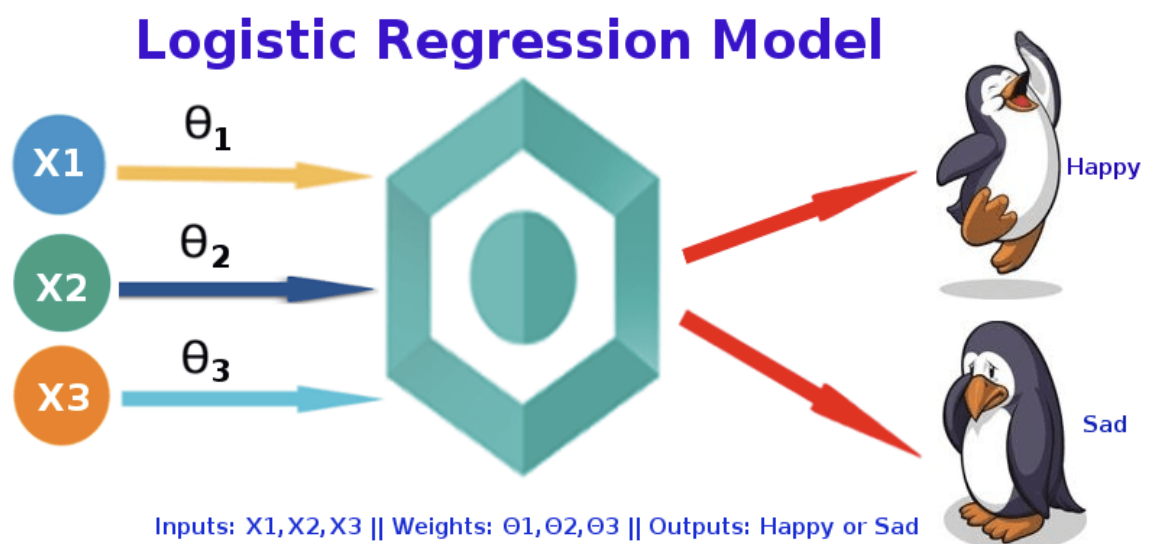 Logistic Regression Model
X1
θ1
X2
θ2
X3
θ3
Happy
Sad
Inputs: X1,X2,X3 || Weights: Θ1,Θ2,Θ3 || Outputs: Happy or Sad